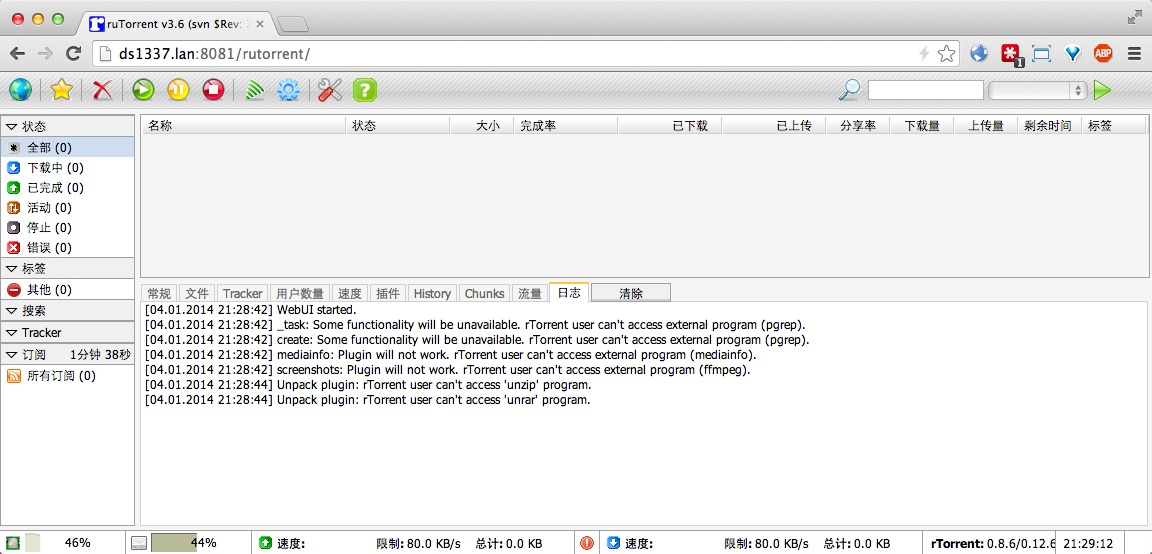 ruTorrent v3.6 (svn $Rev:
ds1337.lan:8081/rutorrent/
1
ABP
状态
全部 (0)
下载中 (0)
已完成 (0)
活动 (0)
停止 (0)
错误 (0)
标签
其他 (0)
搜索
Tracker
订阅 1分钟 38秒
所有订阅 (0)
名称 状态 大小 完成率 已下载 已上传 分享率 下载量 上传量 剩余时间 标签
常规 文件 Tracker 用户数量 速度 插件 History Chunks 流量 日志 清除
[04.01.2014 21:28:42] WebUI started.
[04.01.2014 21:28:42] _task: Some functionality will be unavailable. rTorrent user can't access external program (pgrep).
[04.01.2014 21:28:42] create: Some functionality will be unavailable. rTorrent user can't access external program (pgrep).
[04.01.2014 21:28:42] mediainfo: Plugin will not work. rTorrent user can't access external program (mediainfo).
[04.01.2014 21:28:42] screenshots: Plugin will not work. rTorrent user can't access external program (ffmpeg).
[04.01.2014 21:28:44] Unpack plugin: rTorrent user can't access 'unzip' program.
[04.01.2014 21:28:44] Unpack plugin: rTorrent user can't access 'unrar' program.
46% 44% 速度: 限制: 80.0 KB/s 总计: 0.0 KB 速度: 限制: 80.0 KB/s 总计: 0.0 KB rTorrent: 0.8.6/0.12.6 21:29:12